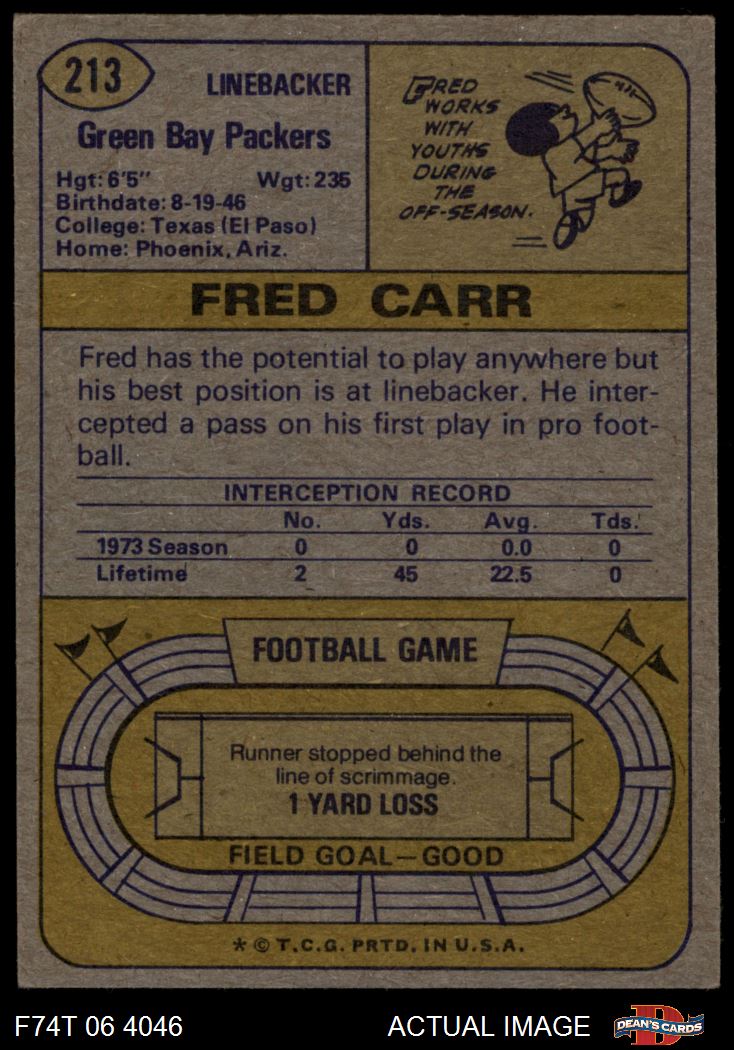 213
LINEBACKER
Green Bay Packers
Hgt: 6'5" Wgt: 235
Birthdate: 8-19-46
College: Texas (El Paso)
Home: Phoenix, Ariz.
FRED
WORKS
WITH
YOUTHS
DURING
THE
OFF-SEASON.
FRED CARR
Fred has the potential to play anywhere but
his best position is at linebacker. He inter-
cepted a pass on his first play in pro foot-
ball.
INTERCEPTION RECORD
No. Yds. Avg. Tds.
1973 Season 0 0 0.0 0
Lifetime 2 45 22.5 0
FOOTBALL GAME
Runner stopped behind the
line of scrimmage.
1 YARD LOSS
FIELD GOAL—GOOD
* © T.C.G. PRTD. IN U.S.A.
F74T 06 4046 ACTUAL IMAGE
D
DEAN'S CARDS